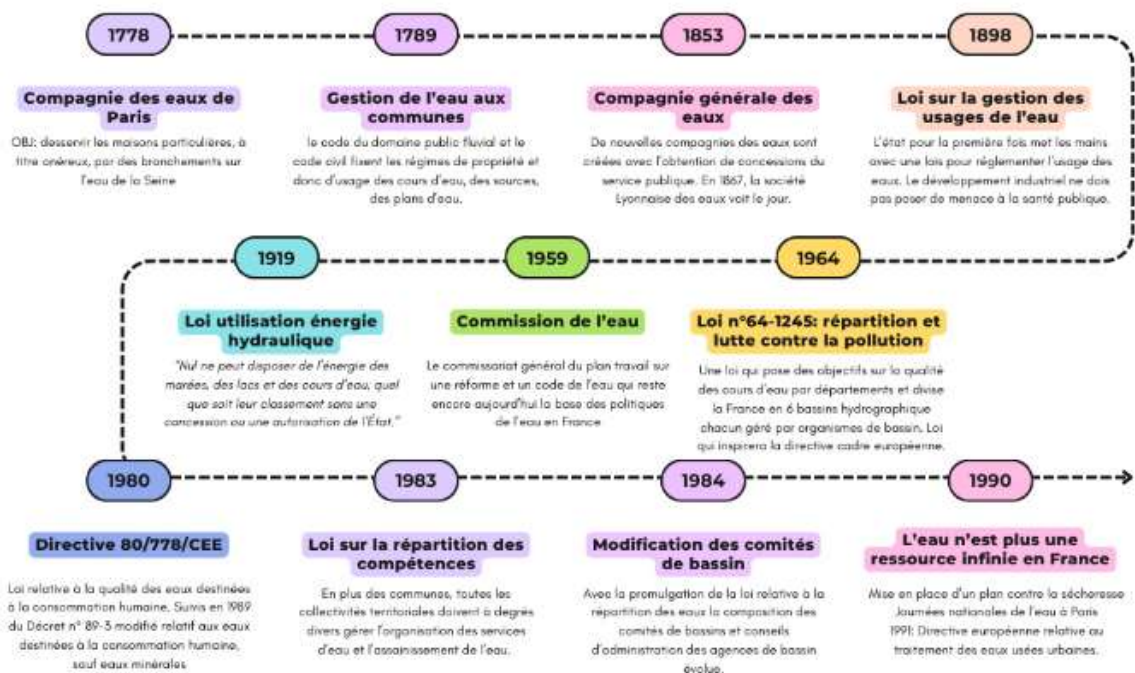 1778
1789
1853
1898
Compagnie des eaux de
Paris
OBJ: desservir les maisons particulières, à
titre onéreux, par des branchements sur
l'eau de la Seine
Gestion de l'eau aux
communes
le code du domaine public fluvial et le
code civil fixent les régimes de propriété et
donc d'usage des cours d'eau, des sources,
des plans d'eau.
Compagnie générale des
eaux
De nouvelles compagnies des eaux sont
créées avec l'obtention de concessions du
service publique. En 1867, la société
Lyonnaise des eaux voit le jour.
Loi sur la gestion des
usages de l'eau
L'état pour la première fois met les mains
avec une lois pour réglementer l'usage des
eaux. Le développement industriel ne dois
pas poser de menace à la santé publique.
1919
1959
1964
Loi utilisation énergie
hydraulique
"Nul ne peut disposer de l'énergie des
marées, des lacs et des cours d'eau, quel
que soit leur classement sans une
concession ou une autorisation de l'État."
Commission de l'eau
Le commissariat général du plan travail sur
une réforme et un code de l'eau qui reste
encore aujourd'hui la base des politiques
de l'eau en France
Loi n°64-1245: répartition et
lutte contre la pollution
Une loi qui pose des objectifs sur la qualité
des cours d'eau par départements et divise
la France en 6 bassins hydrographique
chacun géré par organismes de bassin. Loi
qui inspirera la directive cadre européenne.
1980
1983
1984
1990
Directive 80/778/CEE
Loi relative à la qualité des eaux destinées
à la consommation humaine. Suivis en 1989
du Décret n° 89-3 modifié relatif aux eaux
destinées à la consommation humaine,
sauf eaux minérales
Loi sur la répartition des
compétences
En plus des communes, toutes les
collectivités territoriales doivent à degrés
divers gérer l'organisation des services
d'eau et l'assainissement de l'eau.
Modification des comités
de bassin
Avec la promulgation de la loi relative à la
répartition des eaux la composition des
comités de bassins et conseils
d'administration des agences de bassin
évolue.
L'eau n'est plus une
ressource infinie en France
Mise en place d'un plan contre la sécheresse
Journées nationales de l'eau à Paris
1991: Directive européenne relative au
traitement des eaux usées urbaines.